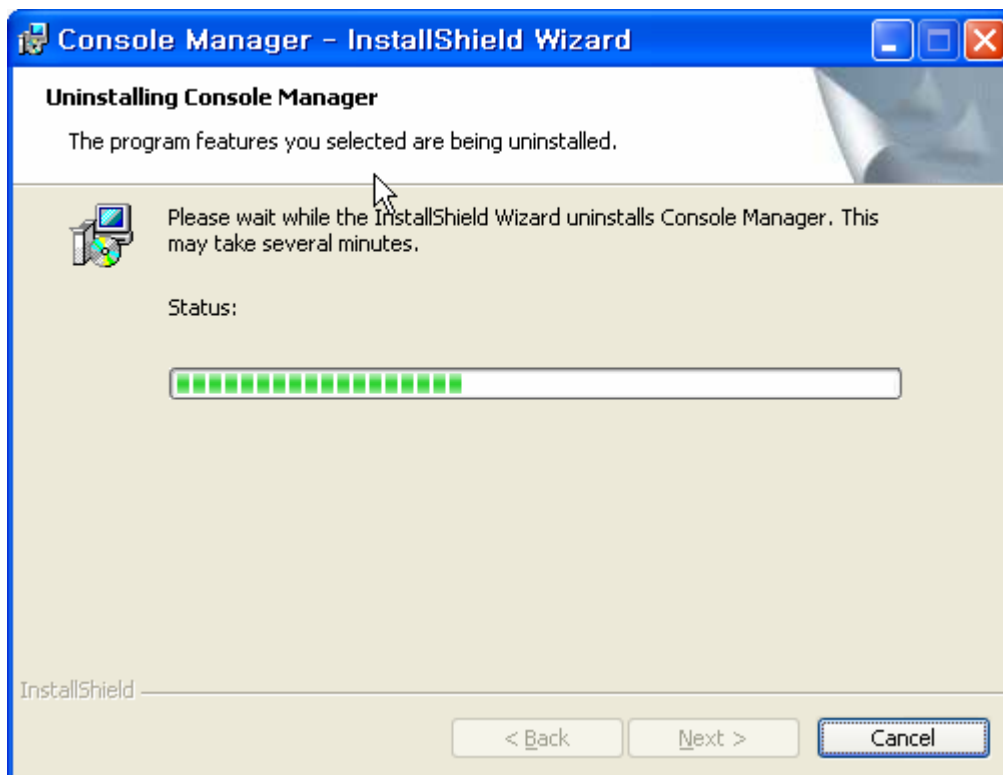 Console Manager - InstallShield Wizard
Uninstalling Console Manager
The program features you selected are being uninstalled.
Please wait while the InstallShield Wizard uninstalls Console Manager. This
may take several minutes.
Status:
InstallShield
< Back
Next >
Cancel